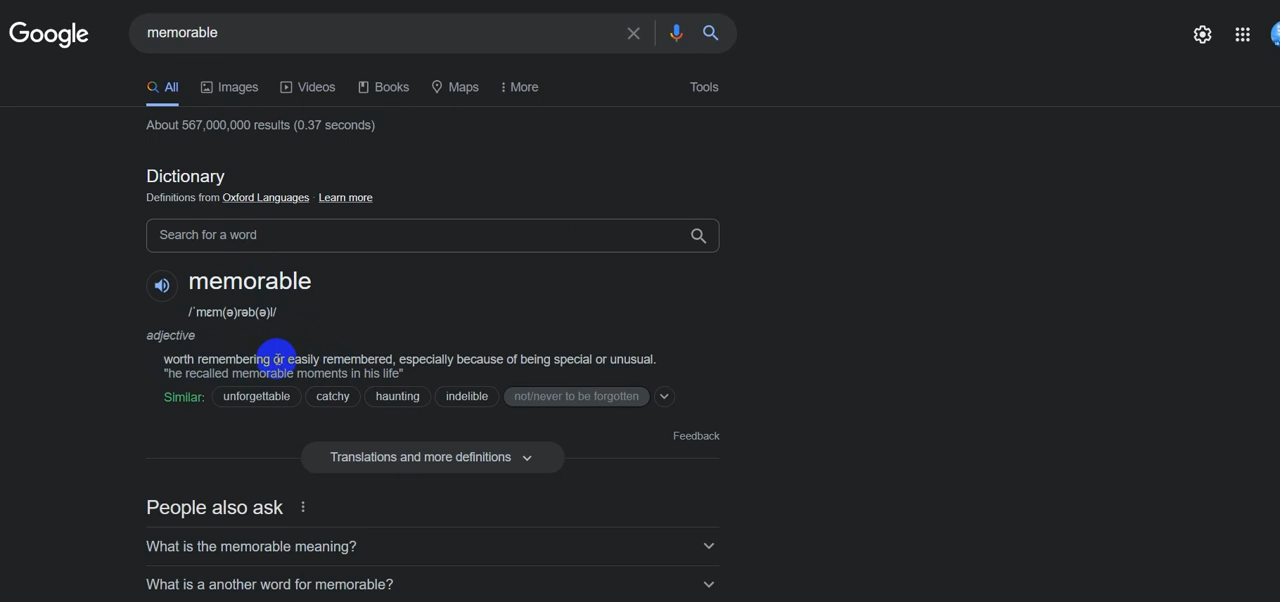 Google
memorable
All Images Videos Books Maps More Tools
About 567,000,000 results (0.37 seconds)
Dictionary
Definitions from Oxford Languages · Learn more
Search for a word
memorable
/ˈmɛm(ə)rəb(ə)l/
adjective
worth remembering or easily remembered, especially because of being special or unusual.
"he recalled memorable moments in his life"
Similar: unforgettable catchy haunting indelible not/never to be forgotten
Feedback
Translations and more definitions
People also ask
What is the memorable meaning?
What is a another word for memorable?